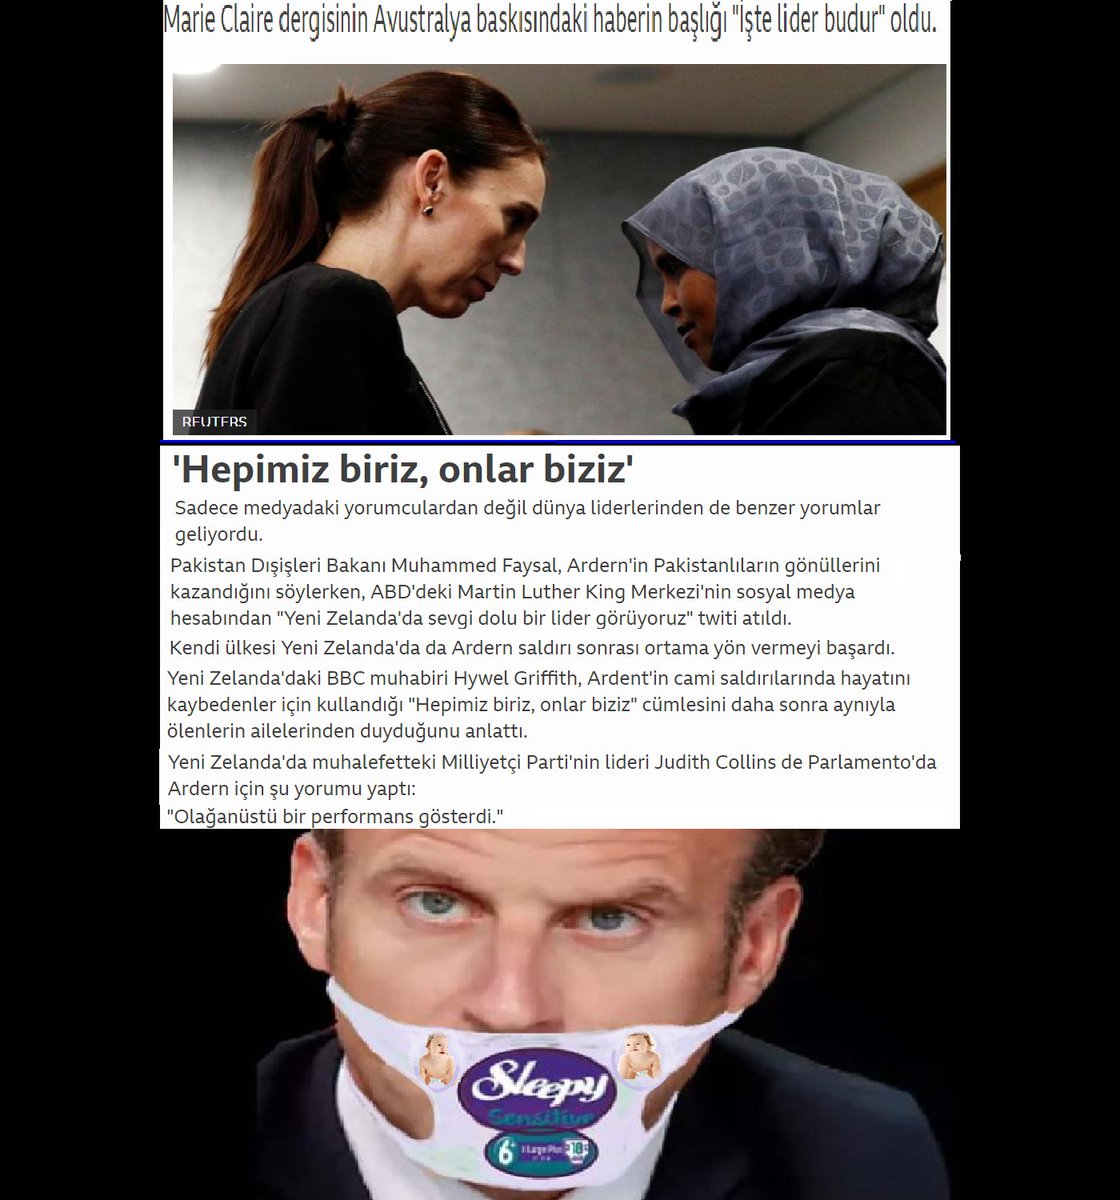 Marie Claire dergisinin Avustralya baskısındaki haberin başlığı "İşte lider budur" oldu.
REUTERS
'Hepimiz biriz, onlar biziz'
Sadece medyadaki yorumculardan değil dünya liderlerinden de benzer yorumlar
geliyordu.
Pakistan Dışişleri Bakanı Muhammed Faysal, Ardern'in Pakistanlıların gönüllerini
kazandığını söylerken, ABD'deki Martin Luther King Merkezi'nin sosyal medya
hesabından "Yeni Zelanda'da sevgi dolu bir lider görüyoruz" twiti atıldı.
Kendi ülkesi Yeni Zelanda'da da Ardern saldırı sonrası ortama yön vermeyi başardı.
Yeni Zelanda'daki BBC muhabiri Hywel Griffith, Ardent'in cami saldırılarında hayatını
kaybedenler için kullandığı "Hepimiz biriz, onlar biziz" cümlesini daha sonra aynıyla
ölenlerin ailelerinden duyduğunu anlattı.
Yeni Zelanda'da muhalefetteki Milliyetçi Parti'nin lideri Judith Collins de Parlamento'da
Ardern için şu yorumu yaptı:
"Olağanüstü bir performans gösterdi."
Sleepy
Sensitive
6+ XLarge Plus 18